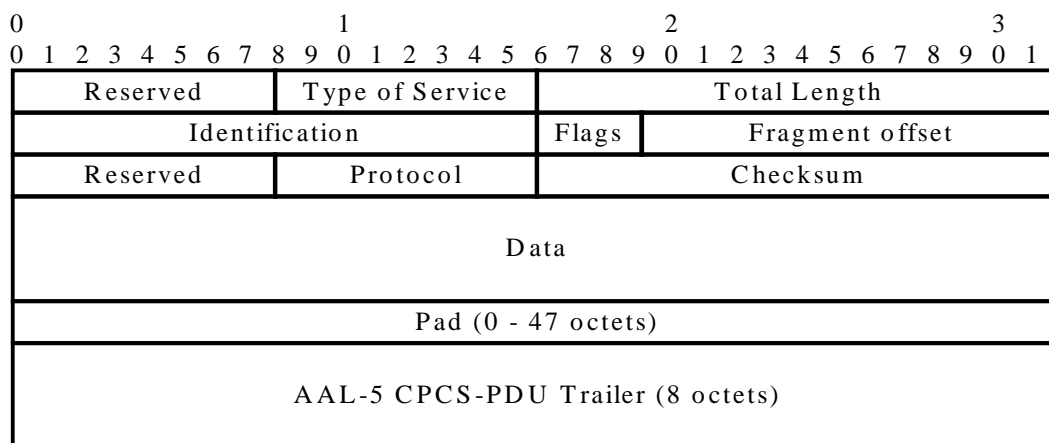 0 1 2 3
0 1 2 3 4 5 6 7 8 9 0 1 2 3 4 5 6 7 8 9 0 1 2 3 4 5 6 7 8 9 0 1
Reserved Type of Service Total Length
Identification Flags Fragment offset
Reserved Protocol Checksum
Data
Pad (0 - 47 octets)
AAL-5 CPCS-PDU Trailer (8 octets)